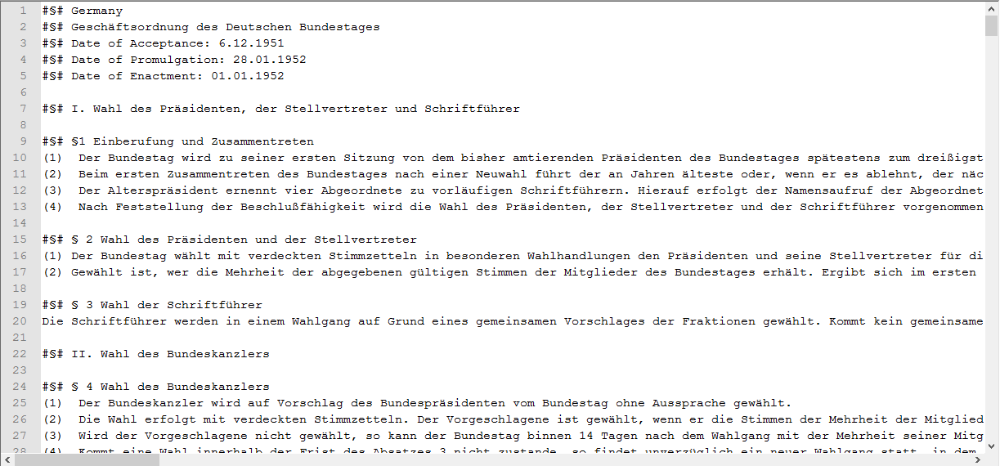 1 #S# Germany
2 #S# Geschäftsordnung des Deutschen Bundestages
3 #S# Date of Acceptance: 6.12.1951
4 #S# Date of Promulgation: 28.01.1952
5 #S# Date of Enactment: 01.01.1952
6
7 #S# I. Wahl des Präsidenten, der Stellvertreter und Schriftführer
8
9 #S# §1 Einberufung und Zusammentreten
10 (1)  Der Bundestag wird zu seiner ersten Sitzung von dem bisher amtierenden Präsidenten des Bundestages spätestens zum dreißigst
11 (2)  Beim ersten Zusammentreten des Bundestages nach einer Neuwahl führt der an Jahren älteste oder, wenn er es ablehnt, der näc
12 (3)  Der Alterspräsident ernennt vier Abgeordnete zu vorläufigen Schriftführern. Hierauf erfolgt der Namensaufruf der Abgeordnet
13 (4)  Nach Feststellung der Beschlußfähigkeit wird die Wahl des Präsidenten, der Stellvertreter und der Schriftführer vorgenommen
14
15 #S# § 2 Wahl des Präsidenten und der Stellvertreter
16 (1) Der Bundestag wählt mit verdeckten Stimmzetteln in besonderen Wahlhandlungen den Präsidenten und seine Stellvertreter für di
17 (2) Gewählt ist, wer die Mehrheit der abgegebenen gültigen Stimmen der Mitglieder des Bundestages erhält. Ergibt sich im ersten
18
19 #S# § 3 Wahl der Schriftführer
20 Die Schriftführer werden in einem Wahlgang auf Grund eines gemeinsamen Vorschlages der Fraktionen gewählt. Kommt kein gemeinsame
21
22 #S# II. Wahl des Bundeskanzlers
23
24 #S# § 4 Wahl des Bundeskanzlers
25 (1)  Der Bundeskanzler wird auf Vorschlag des Bundespräsidenten vom Bundestag ohne Aussprache gewählt.
26 (2)  Die Wahl erfolgt mit verdeckten Stimmzetteln. Der Vorgeschlagene ist gewählt, wenn er die Stimmen der Mehrheit der Mitglied
27 (3)  Wird der Vorgeschlagene nicht gewählt, so kann der Bundestag binnen 14 Tagen nach dem Wahlgang mit der Mehrheit seiner Mitg
28 (4)  Kommt eine Wahl innerhalb der Frist des Absatzes 3 nicht zustande, so findet unverzüglich ein neuer Wahlgang statt, in dem